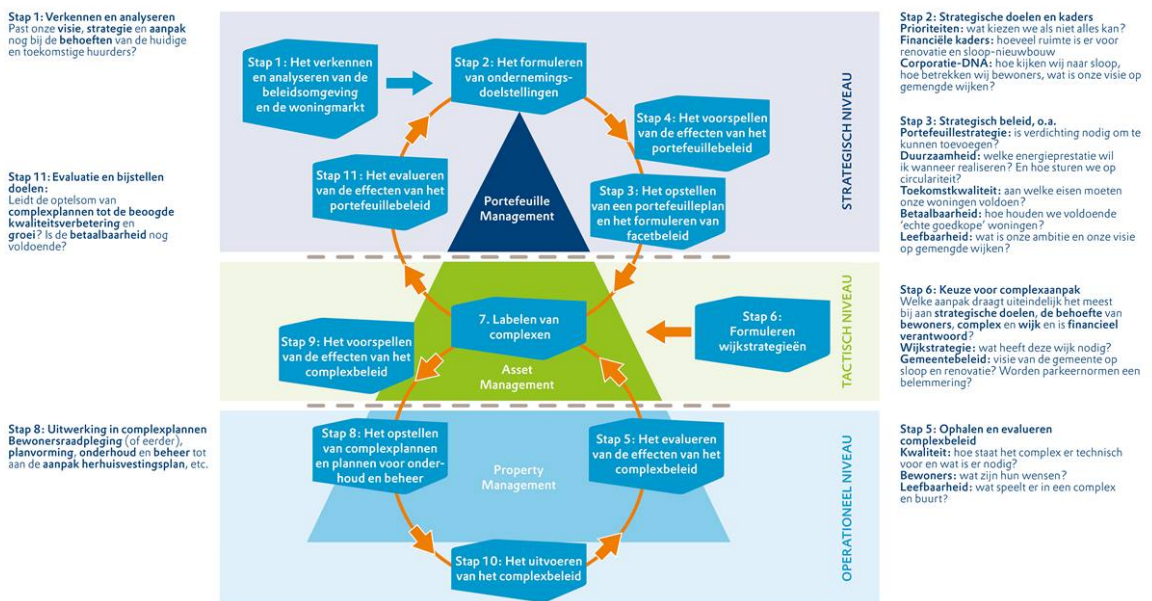 Stap 1: Verkennen en analyseren
Past onze visie, strategie en aanpak
nog bij de behoeften van de huidige
en toekomstige huurders?
Stap 11: Evaluatie en bijstellen
doelen:
Leidt de optelsom van
complexplannen tot de beoogde
kwaliteitsverbetering en
groei? Is de betaalbaarheid nog
voldoende?
Stap 8: Uitwerking in complexplannen
Bewonersraadpleging (of eerder),
planvorming, onderhoud en beheer tot
aan de aanpak herhuisvestingsplan, etc.
Stap 1: Het verkennen
en analyseren van de
beleidsomgeving
en de woningmarkt
Stap 2: Het formuleren
van ondernemings-
doelstellingen
Stap 4: Het voorspellen
van de effecten van het
portefeuillebeleid
Stap 11: Het evalueren
van de effecten van het
portefeuillebeleid
Portefeuille
Management
Stap 3: Het opstellen
van een portefeuilleplan
en het formuleren van
facetbeleid
STRATEGISCH NIVEAU
7. Labelen van
complexen
Stap 6:
Formuleren
wijkstrategieën
Stap 9: Het voorspellen
van de effecten van het
complexbeleid
Asset
Management
TACTISCH NIVEAU
Stap 8: Het opstellen
van complexplannen
en plannen voor onder-
houd en beheer
Property
Management
Stap 5: Het evalueren
van de effecten van het
complexbeleid
Stap 10: Het uitvoeren
van het complexbeleid
OPERATIONEEL NIVEAU
Stap 2: Strategische doelen en kaders
Prioriteiten: wat kiezen we als niet alles kan?
Financiële kaders: hoeveel ruimte is er voor
renovatie en sloop-nieuwbouw
Corporatie-DNA: hoe kijken wij naar sloop,
hoe betrekken wij bewoners, wat is onze visie op
gemengde wijken?
Stap 3: Strategisch beleid, o.a.
Portefeuillestrategie: is verdichting nodig om te
kunnen toevoegen?
Duurzaamheid: welke energieprestatie wil
ik wanneer realiseren? En hoe sturen we op
circulariteit?
Toekomstkwaliteit: aan welke eisen moeten
onze woningen voldoen?
Betaalbaarheid: hoe houden we voldoende
‘echte goedkope’ woningen?
Leefbaarheid: wat is onze ambitie en onze visie
op gemengde wijken?
Stap 6: Keuze voor complexaanpak
Welke aanpak draagt uiteindelijk het meest
bij aan strategische doelen, de behoefte van
bewoners, complex en wijk en is financieel
verantwoord?
Wijkstrategie: wat heeft deze wijk nodig?
Gemeentebeleid: visie van de gemeente op
sloop en renovatie? Worden parkeernormen een
belemmering?
Stap 5: Ophalen en evalueren
complexbeleid
Kwaliteit: hoe staat het complex er technisch
voor en wat is er nodig?
Bewoners: wat zijn hun wensen?
Leefbaarheid: wat speelt er in een complex
en buurt?